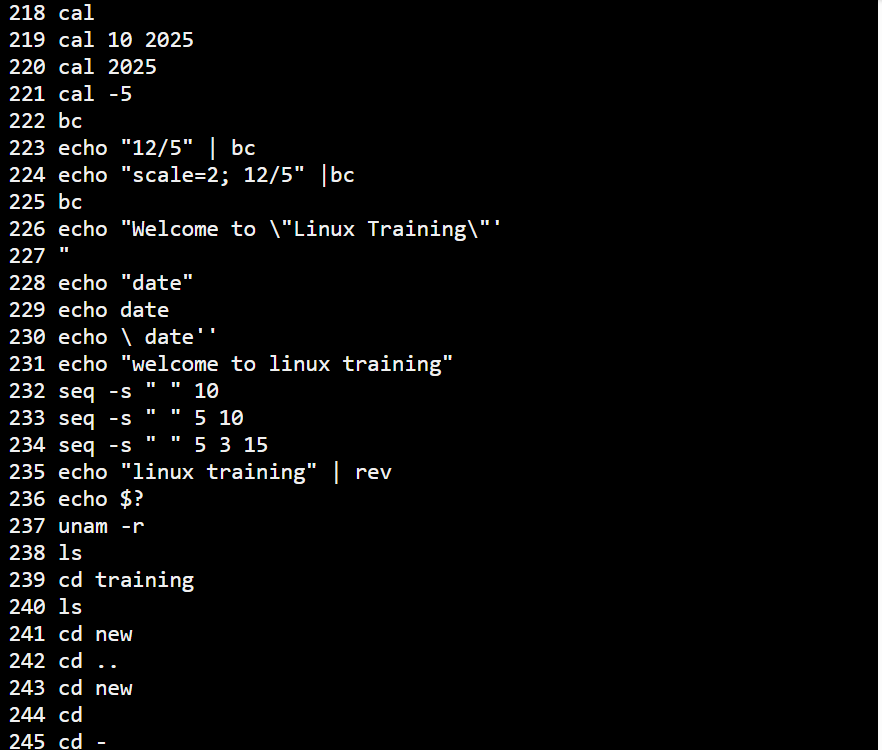 218 cal
219 cal 10 2025
220 cal 2025
221 cal -5
222 bc
223 echo "12/5" | bc
224 echo "scale=2; 12/5" |bc
225 bc
226 echo "Welcome to \"Linux Training\"'
227 "
228 echo "date"
229 echo date
230 echo \ date''
231 echo "welcome to linux training"
232 seq -s " " 10
233 seq -s " " 5 10
234 seq -s " " 5 3 15
235 echo "linux training" | rev
236 echo $?
237 unam -r
238 ls
239 cd training
240 ls
241 cd new
242 cd ..
243 cd new
244 cd
245 cd -